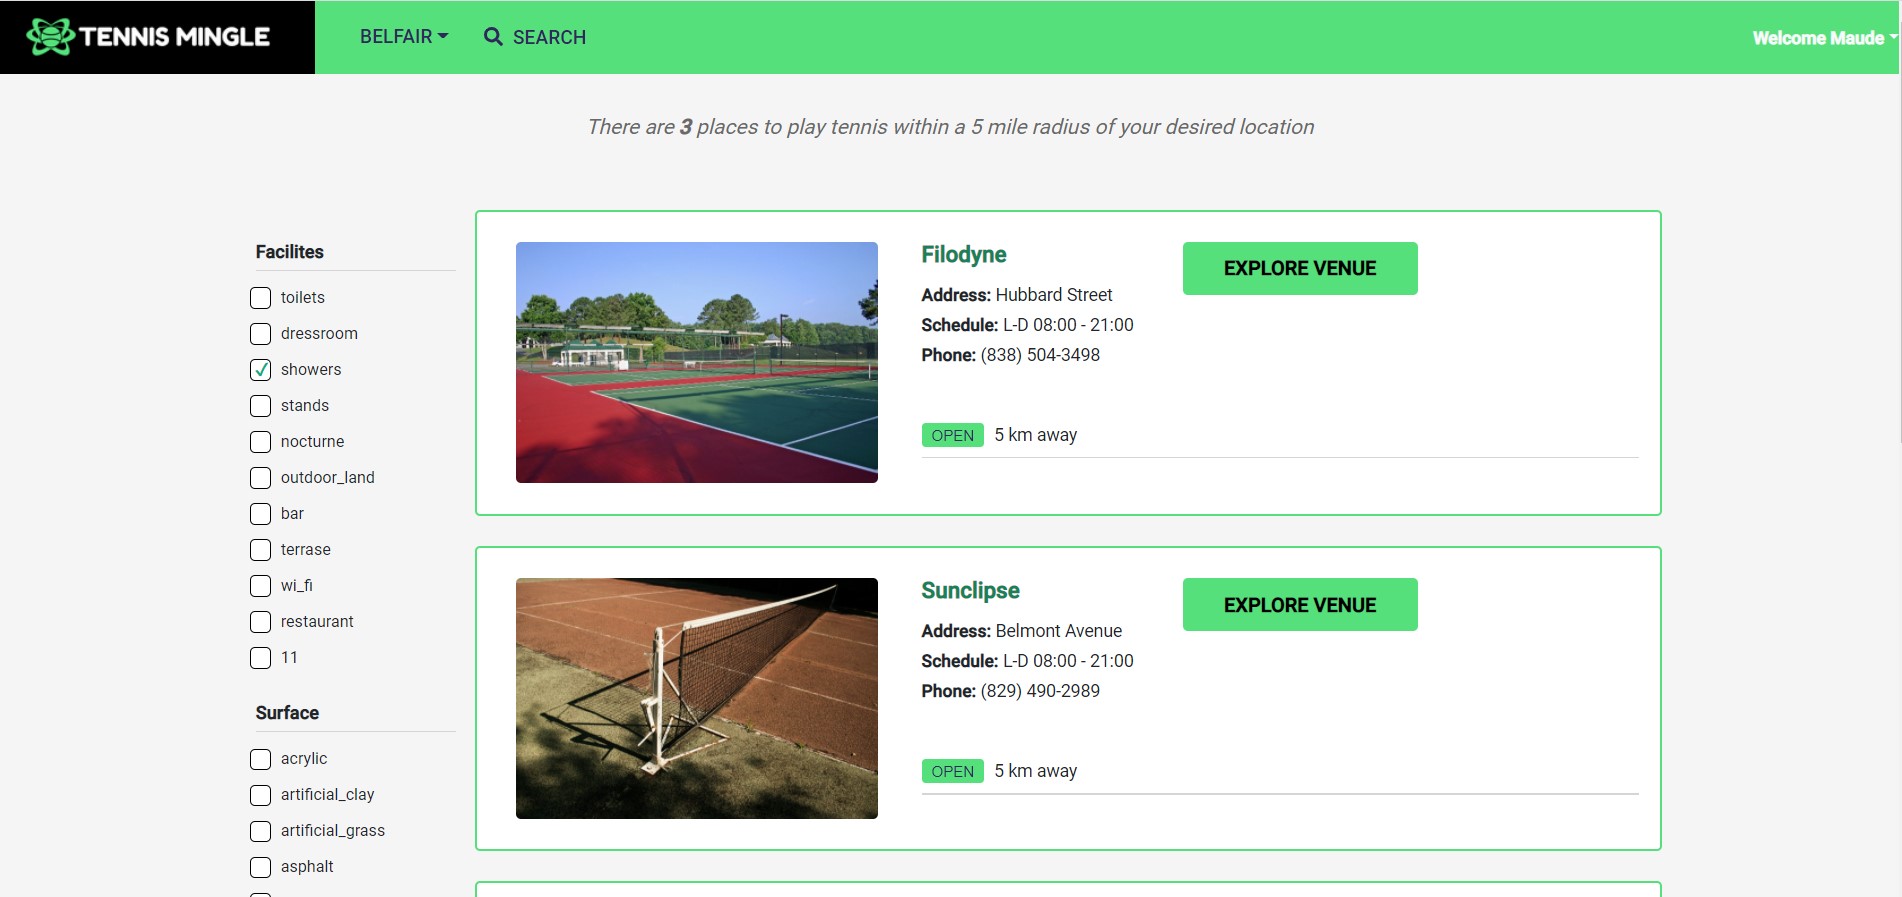 TENNIS MINGLE
BELFAIR
SEARCH
Welcome Maude
There are 3 places to play tennis within a 5 mile radius of your desired location
Facilites
toilets
dressroom
showers
stands
nocturne
outdoor_land
bar
terrase
wi_fi
restaurant
11
Surface
acrylic
artificial_clay
artificial_grass
asphalt
Filodyne
Address: Hubbard Street
Schedule: L-D 08:00 - 21:00
Phone: (838) 504-3498
OPEN 5 km away
EXPLORE VENUE
Sunclipse
Address: Belmont Avenue
Schedule: L-D 08:00 - 21:00
Phone: (829) 490-2989
OPEN 5 km away
EXPLORE VENUE